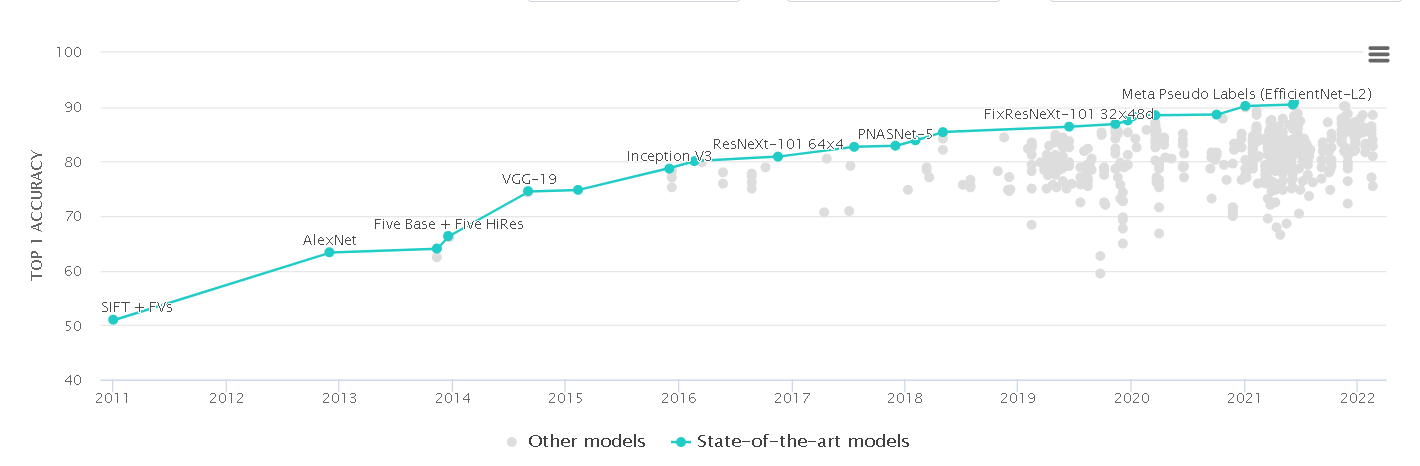 100
90
80
70
60
50
40
TOP 1 ACCURACY
SIFT + FVs
AlexNet
Five Base + Five HiRes
VGG-19
Inception V3
ResNeXt-101 64x4
PNASNet-5
FixResNeXt-101 32x48d
Meta Pseudo Labels (EfficientNet-L2)
2011 2012 2013 2014 2015 2016 2017 2018 2019 2020 2021 2022
Other models State-of-the-art models